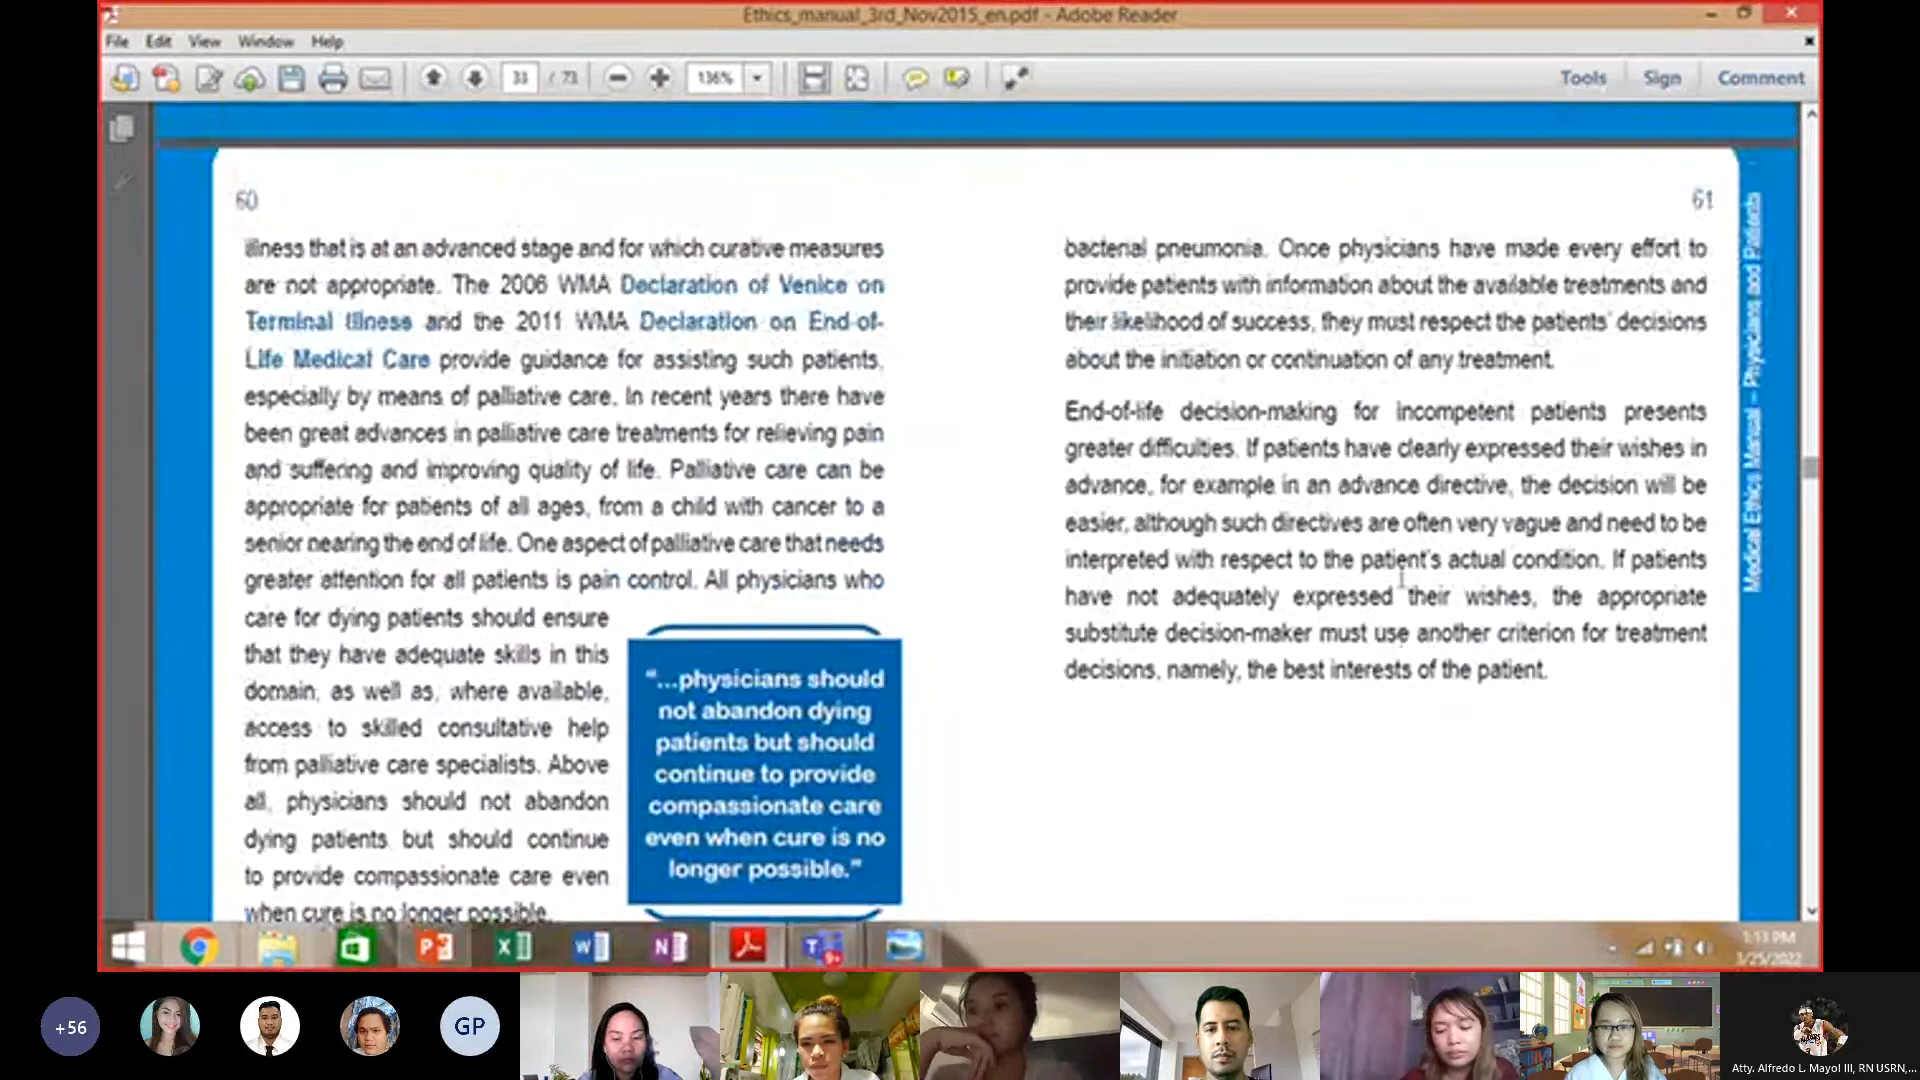 Ethics_manual_3rd_Nov2015_en.pdf - Adobe Reader
File Edit View Window Help
33 / 73 136% Tools Sign Comment
60
illness that is at an advanced stage and for which curative measures
are not appropriate. The 2006 WMA Declaration of Venice on
Terminal Illness and the 2011 WMA Declaration on End-of-
Life Medical Care provide guidance for assisting such patients,
especially by means of palliative care. In recent years there have
been great advances in palliative care treatments for relieving pain
and suffering and improving quality of life. Palliative care can be
appropriate for patients of all ages, from a child with cancer to a
senior nearing the end of life. One aspect of palliative care that needs
greater attention for all patients is pain control. All physicians who
care for dying patients should ensure
that they have adequate skills in this
domain, as well as, where available,
access to skilled consultative help
from palliative care specialists. Above
all, physicians should not abandon
dying patients but should continue
to provide compassionate care even
when cure is no longer possible.
"...physicians should
not abandon dying
patients but should
continue to provide
compassionate care
even when cure is no
longer possible."
61
bacterial pneumonia. Once physicians have made every effort to
provide patients with information about the available treatments and
their likelihood of success, they must respect the patients' decisions
about the initiation or continuation of any treatment.
End-of-life decision-making for incompetent patients presents
greater difficulties. If patients have clearly expressed their wishes in
advance, for example in an advance directive, the decision will be
easier, although such directives are often very vague and need to be
interpreted with respect to the patient's actual condition. If patients
have not adequately expressed their wishes, the appropriate
substitute decision-maker must use another criterion for treatment
decisions, namely, the best interests of the patient.
Medical Ethics Manual – Physicians and Patients
9+
1:13 PM
3/25/2022
+56
GP
Atty. Alfredo L. Mayol III, RN USRN,...